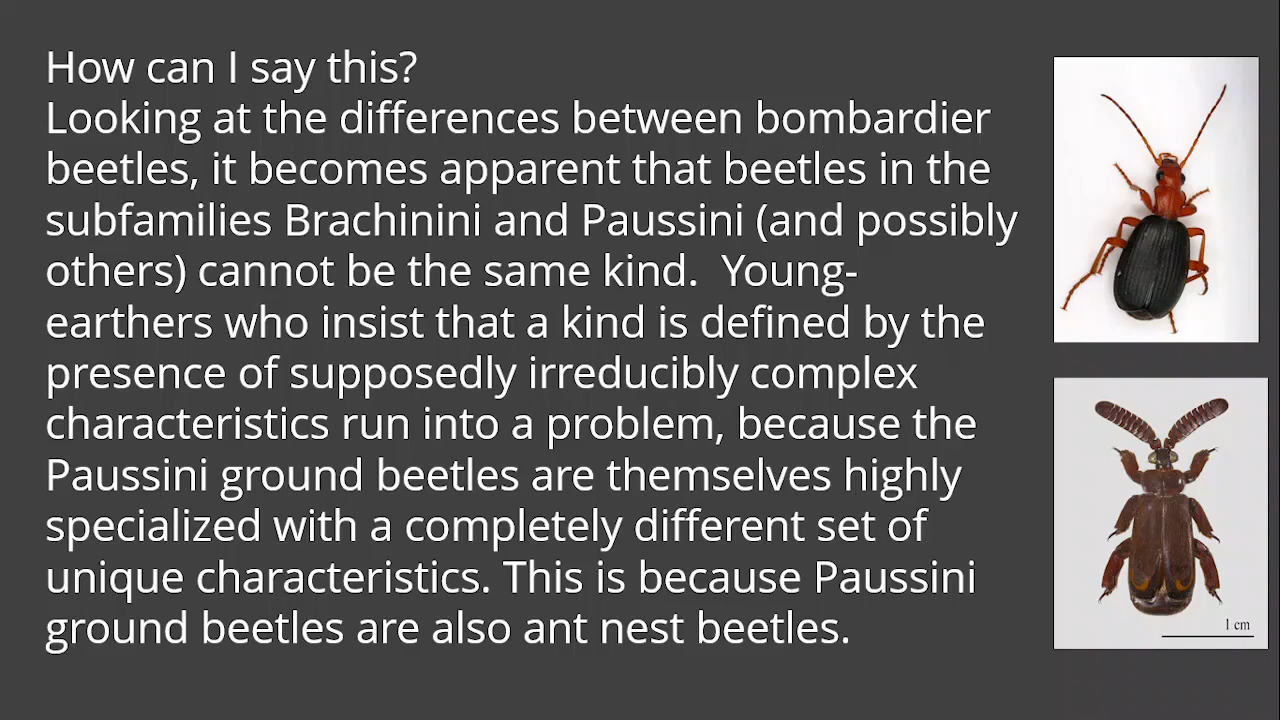 How can I say this?
Looking at the differences between bombardier
beetles, it becomes apparent that beetles in the
subfamilies Brachinini and Paussini (and possibly
others) cannot be the same kind.  Young-
earthers who insist that a kind is defined by the
presence of supposedly irreducibly complex
characteristics run into a problem, because the
Paussini ground beetles are themselves highly
specialized with a completely different set of
unique characteristics. This is because Paussini
ground beetles are also ant nest beetles.
1 cm